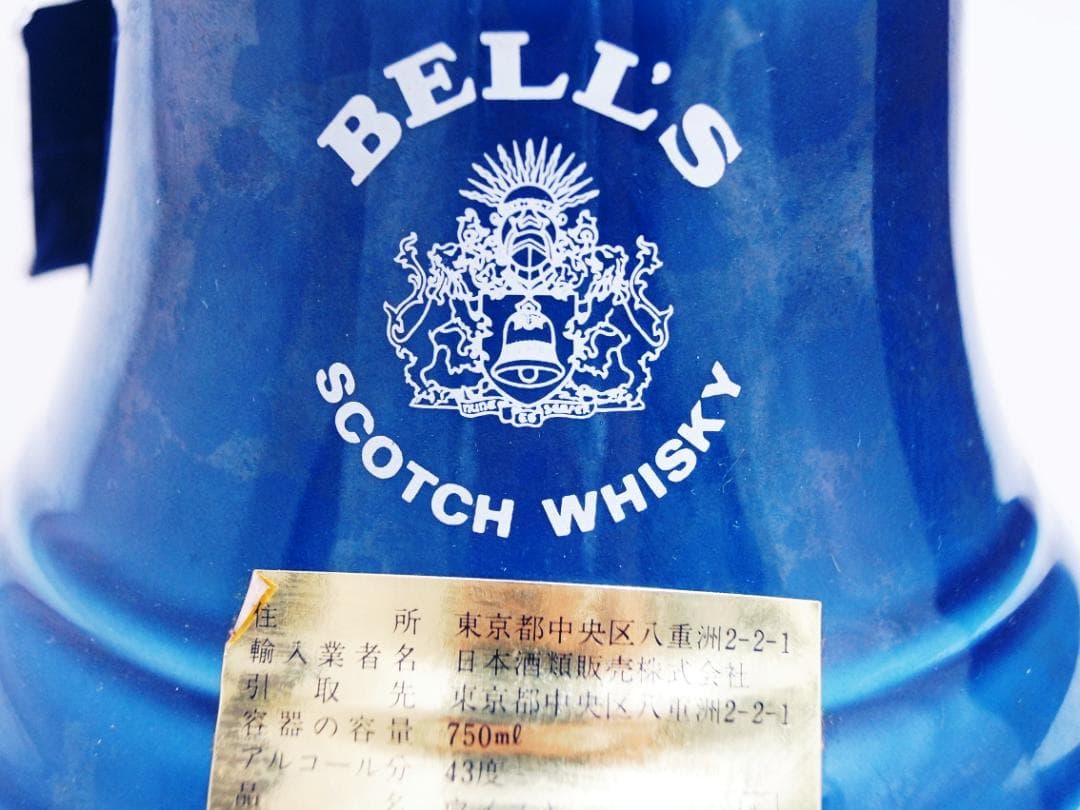 BELL'S
SCOTCH WHISKY
住所 東京都中央区八重洲2-2-1
輸入業者名 日本酒類販売株式会社
引取先 東京都中央区八重洲2-2-1
容器の容量 750ml
アルコール分 43度
品名